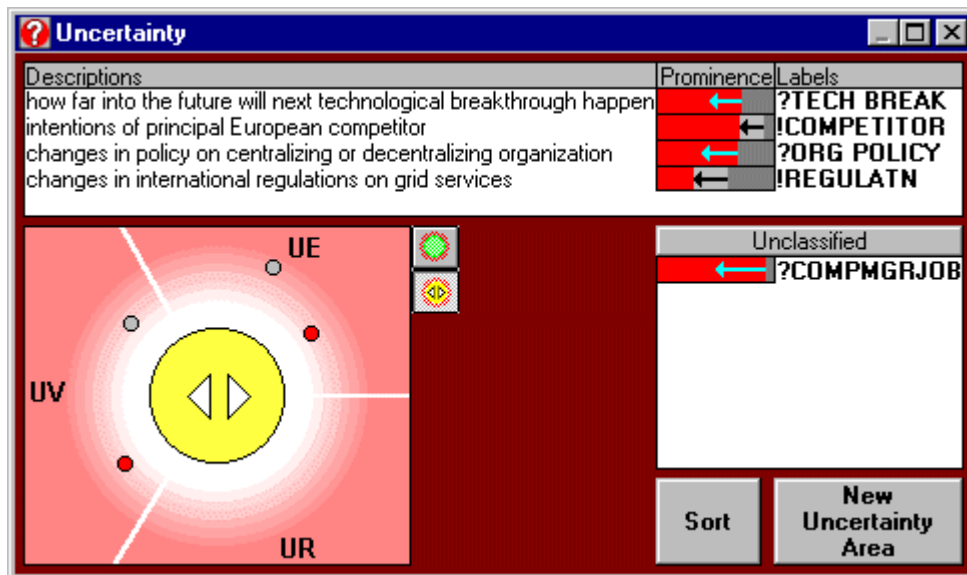 Uncertainty
Descriptions Prominence Labels
how far into the future will next technological breakthrough happen ?TECH BREAK
intentions of principal European competitor !COMPETITOR
changes in policy on centralizing or decentralizing organization ?ORG POLICY
changes in international regulations on grid services !REGULATN
UE
UV
UR
Unclassified
?COMPMGRJOB
Sort
New
Uncertainty
Area